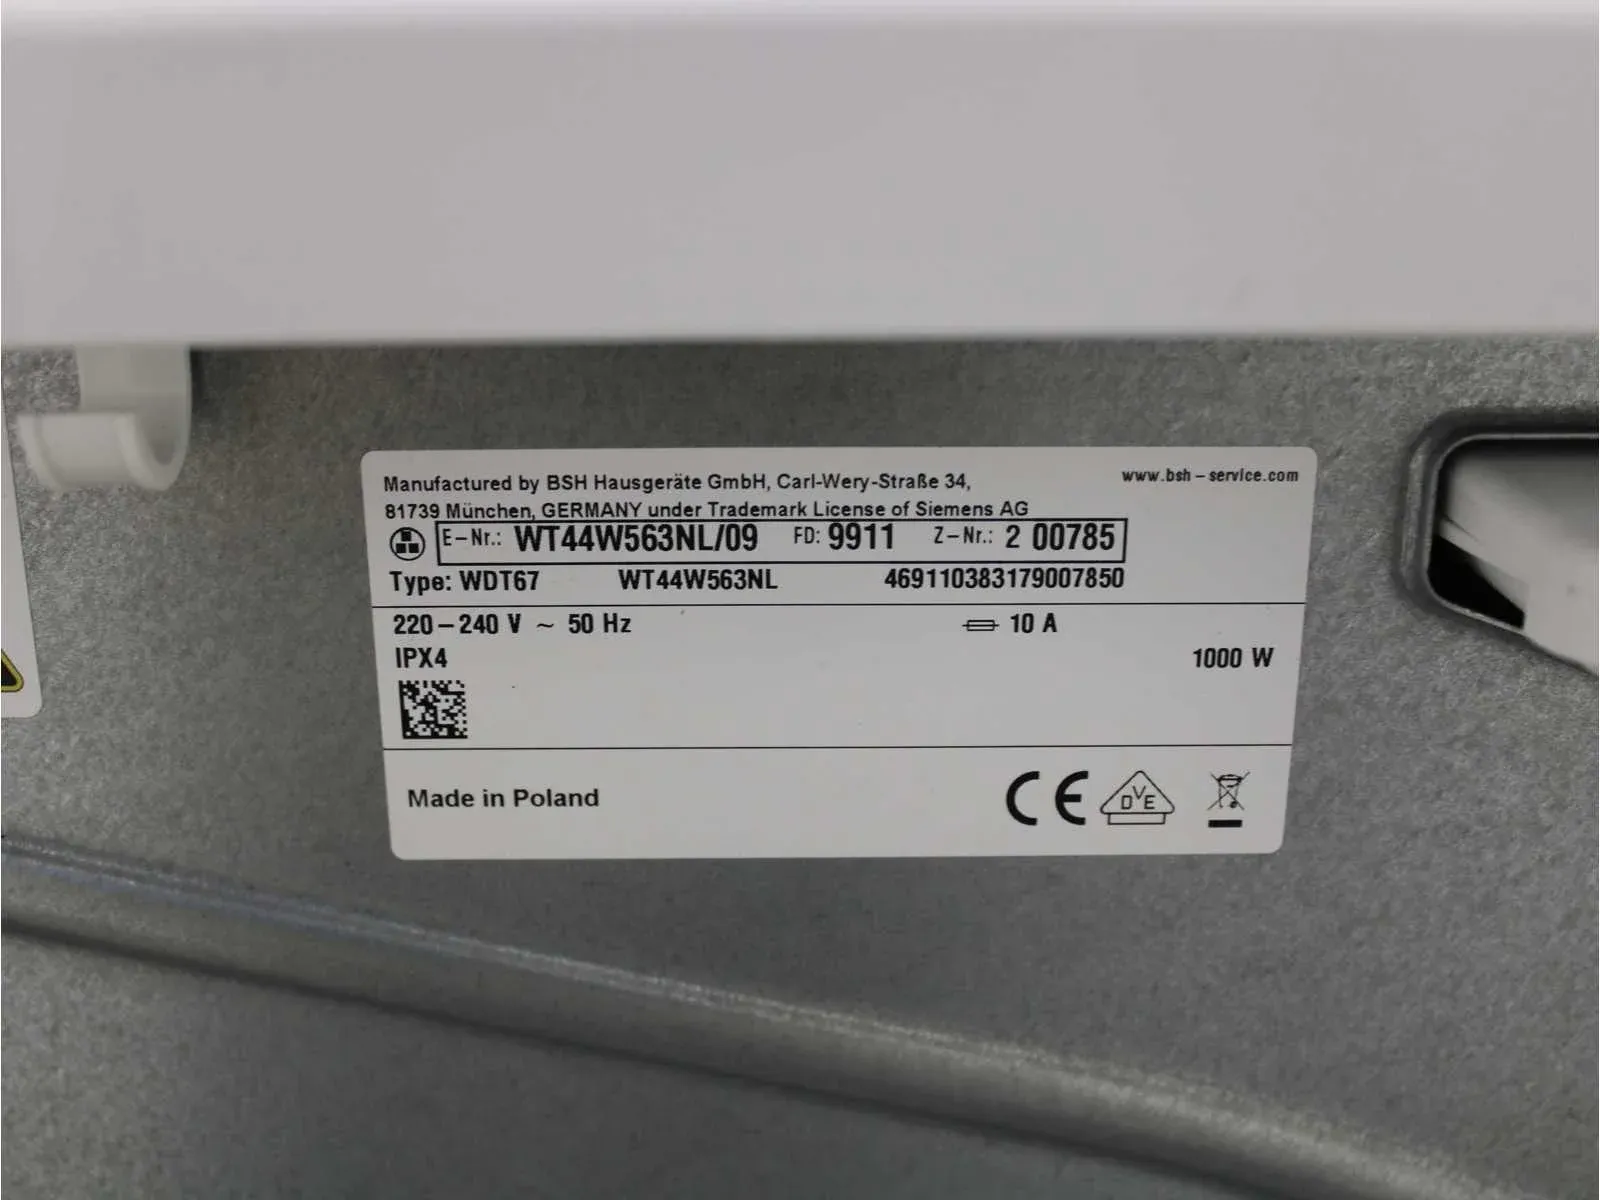 Manufactured by BSH Hausgeräte GmbH, Carl-Wery-Straße 34,
www.bsh-service.com
81739 München, GERMANY under Trademark License of Siemens AG
E-Nr.: WT44W563NL/09 FD: 9911 Z-Nr.: 2 00785
Type: WDT67 WT44W563NL 469110383179007850
220-240 V ~ 50 Hz 10 A
IPX4 1000 W
Made in Poland CE DVE